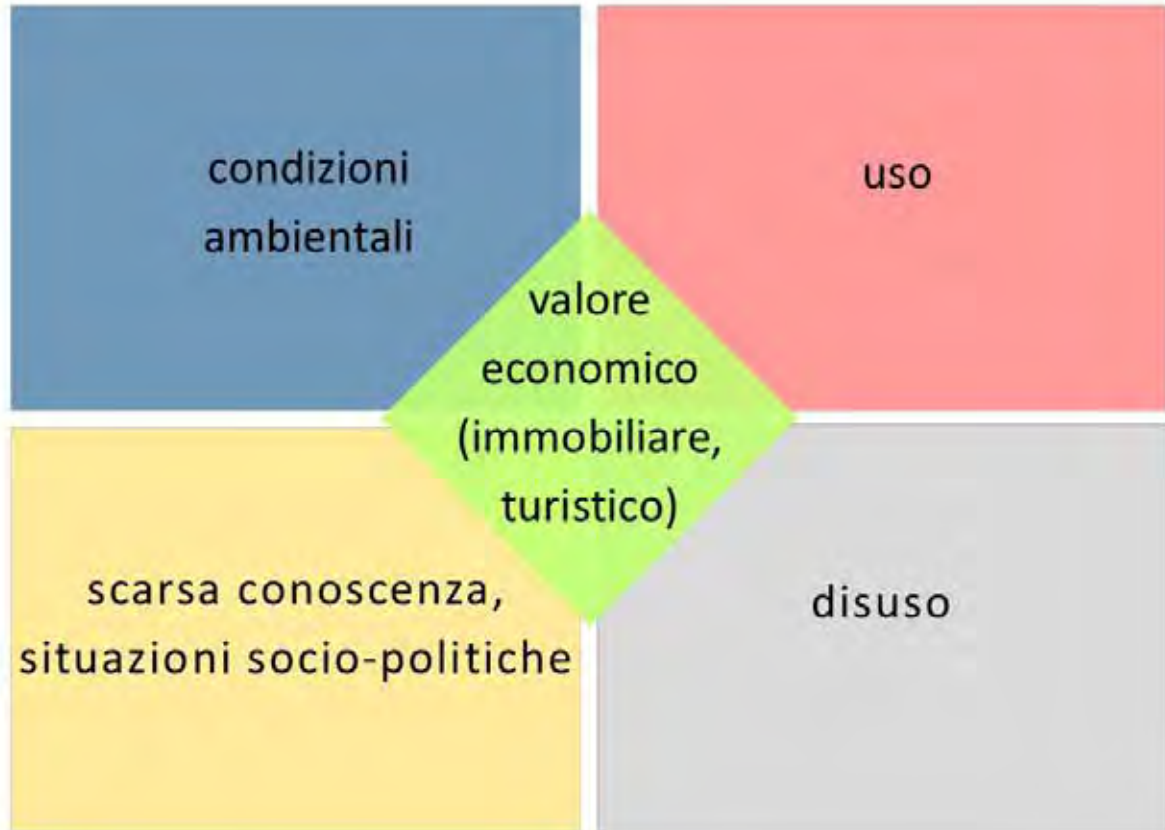 condizioni
ambientali
uso
valore
economico
(immobiliare,
turistico)
scarsa conoscenza,
situazioni socio-politiche
disuso